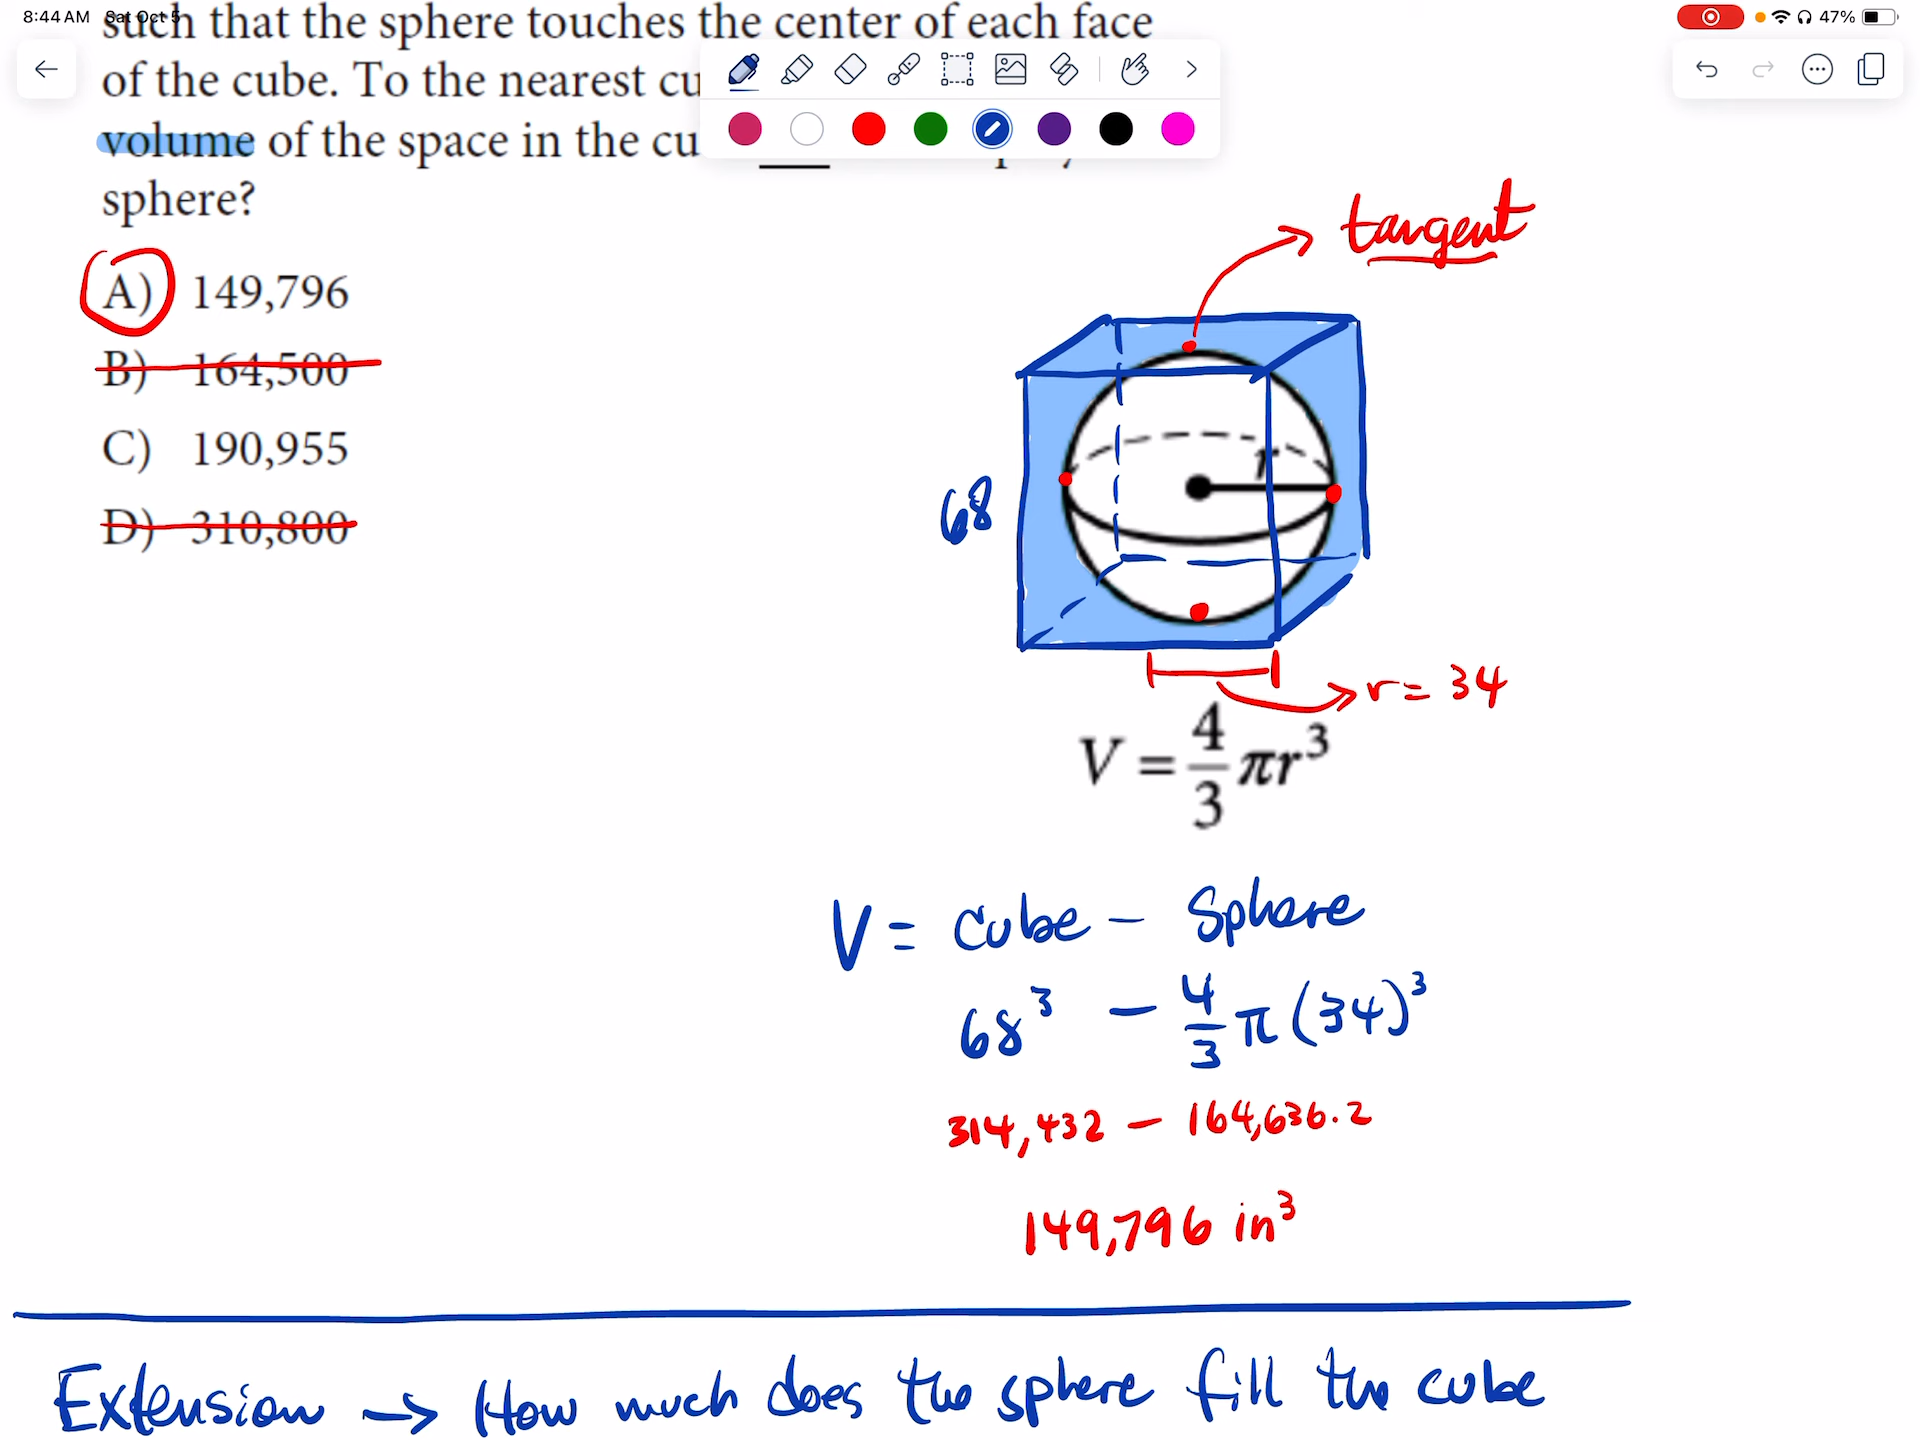 8:44 AM Sat Oct 5
47%
such that the sphere touches the center of each face
of the cube. To the nearest cu
volume of the space in the cu
sphere?
A) 149,796
B) 164,500
C) 190,955
D) 310,800
tangent
r
68
r = 34
V = 4/3 πr³
V = Cube - Sphere
68³ - 4/3 π (34)³
314,432 - 164,636.2
149,796 in³
Extension → How much does the sphere fill the cube